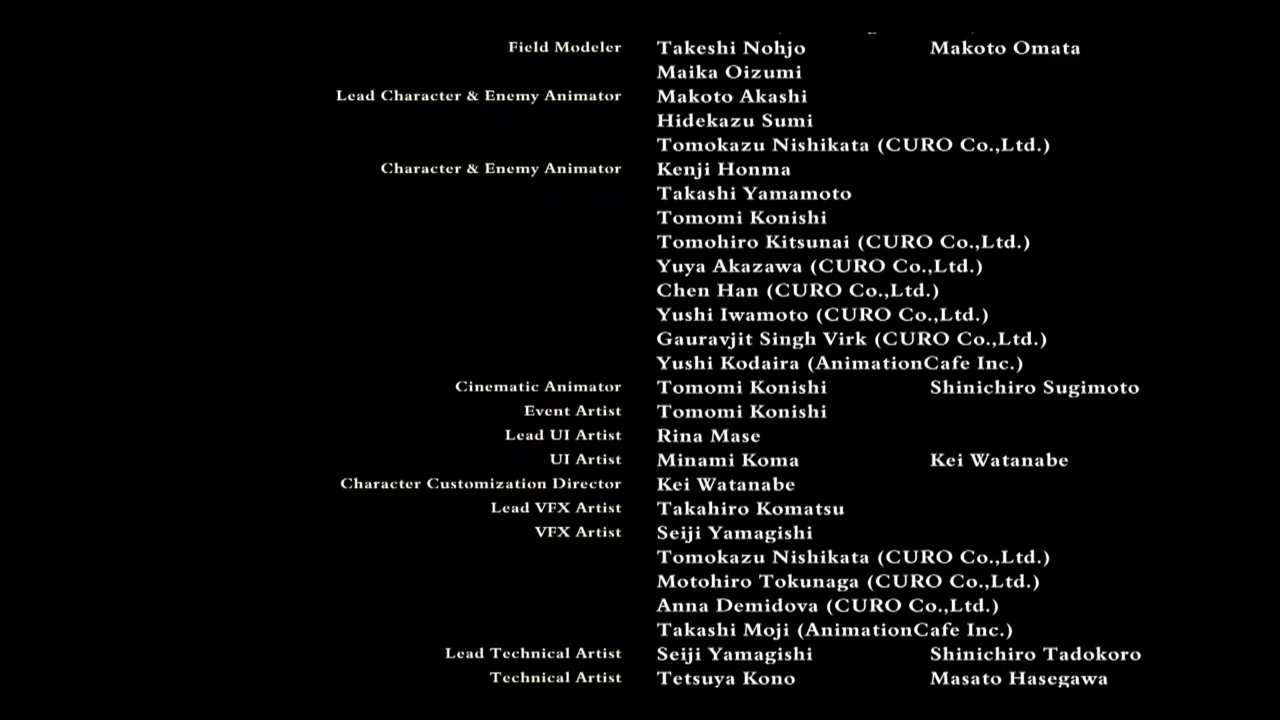 Field Modeler Takeshi Nohjo Makoto Omata
Maika Oizumi
Lead Character & Enemy Animator Makoto Akashi
Hidekazu Sumi
Tomokazu Nishikata (CURO Co.,Ltd.)
Character & Enemy Animator Kenji Honma
Takashi Yamamoto
Tomomi Konishi
Tomohiro Kitsunai (CURO Co.,Ltd.)
Yuya Akazawa (CURO Co.,Ltd.)
Chen Han (CURO Co.,Ltd.)
Yushi Iwamoto (CURO Co.,Ltd.)
Gauravjit Singh Virk (CURO Co.,Ltd.)
Yushi Kodaira (AnimationCafe Inc.)
Cinematic Animator Tomomi Konishi Shinichiro Sugimoto
Event Artist Tomomi Konishi
Lead UI Artist Rina Mase
UI Artist Minami Koma Kei Watanabe
Character Customization Director Kei Watanabe
Lead VFX Artist Takahiro Komatsu
VFX Artist Seiji Yamagishi
Tomokazu Nishikata (CURO Co.,Ltd.)
Motohiro Tokunaga (CURO Co.,Ltd.)
Anna Demidova (CURO Co.,Ltd.)
Takashi Moji (AnimationCafe Inc.)
Lead Technical Artist Seiji Yamagishi Shinichiro Tadokoro
Technical Artist Tetsuya Kono Masato Hasegawa